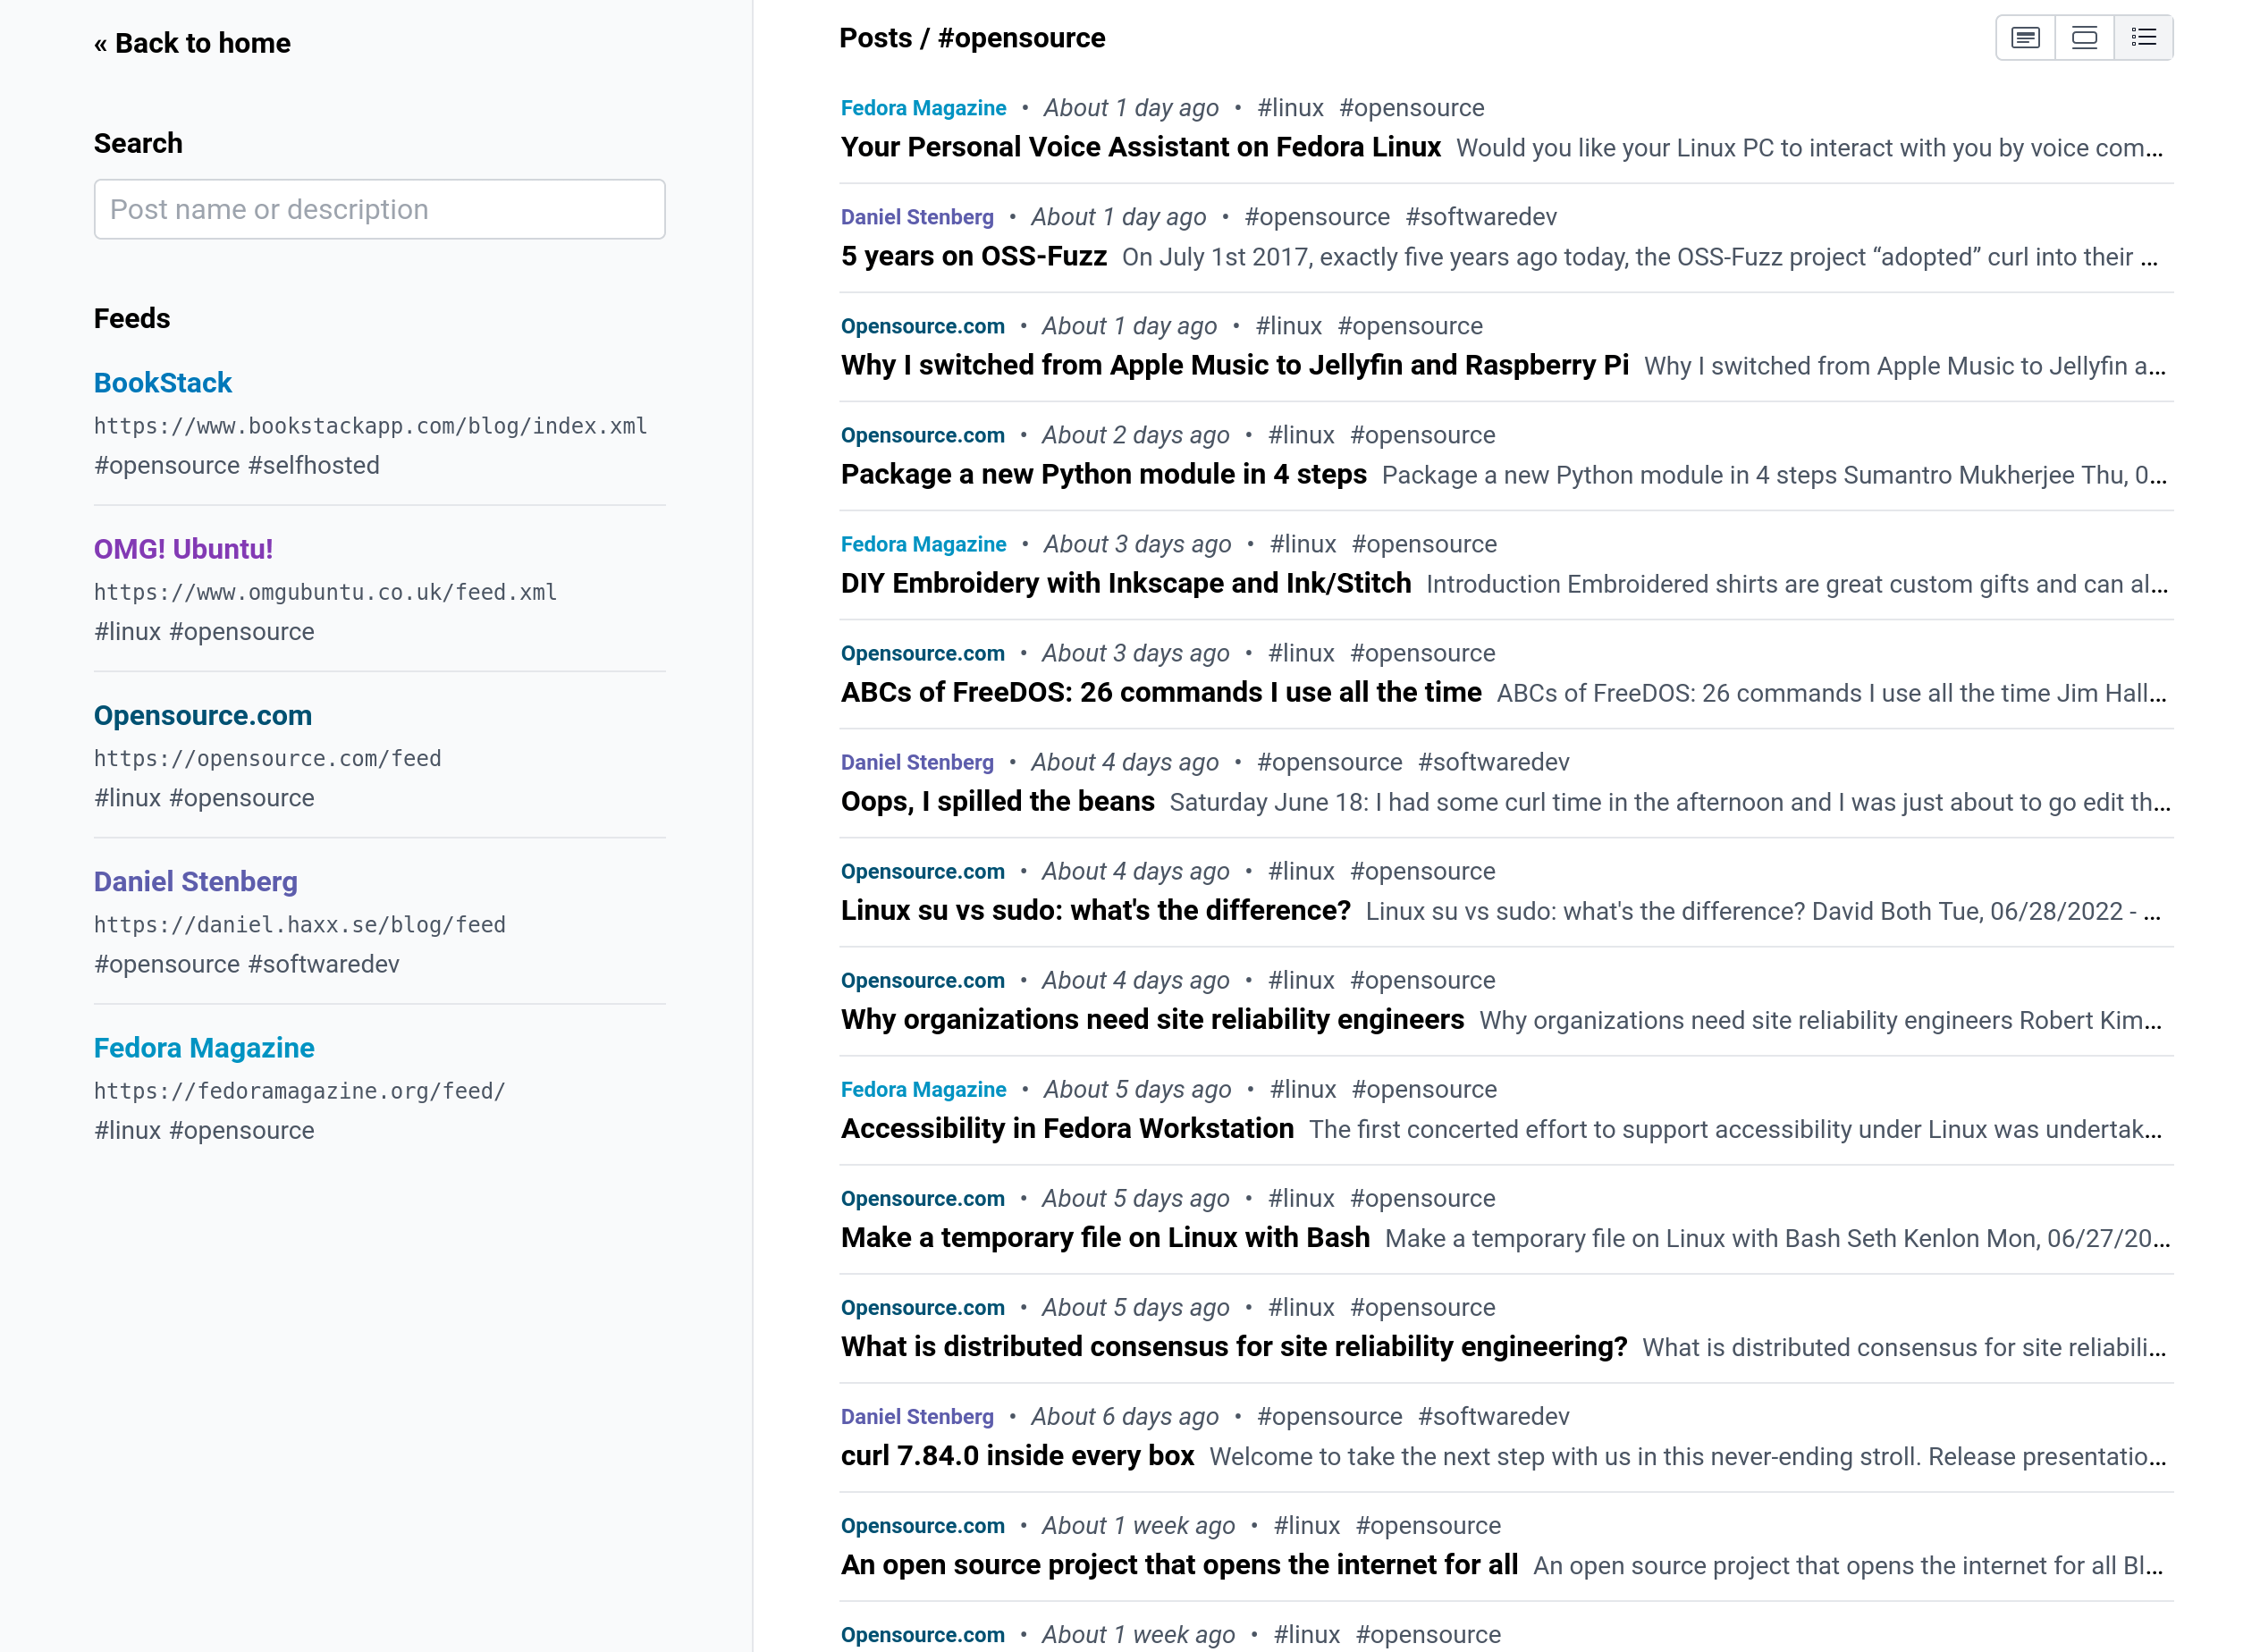 « Back to home
Search
Post name or description
Feeds
BookStack
https://www.bookstackapp.com/blog/index.xml
#opensource #selfhosted
OMG! Ubuntu!
https://www.omgubuntu.co.uk/feed.xml
#linux #opensource
Opensource.com
https://opensource.com/feed
#linux #opensource
Daniel Stenberg
https://daniel.haxx.se/blog/feed
#opensource #softwaredev
Fedora Magazine
https://fedoramagazine.org/feed/
#linux #opensource
Posts / #opensource
Fedora Magazine • About 1 day ago • #linux #opensource
Your Personal Voice Assistant on Fedora Linux Would you like your Linux PC to interact with you by voice com...
Daniel Stenberg • About 1 day ago • #opensource #softwaredev
5 years on OSS-Fuzz On July 1st 2017, exactly five years ago today, the OSS-Fuzz project “adopted” curl into their ...
Opensource.com • About 1 day ago • #linux #opensource
Why I switched from Apple Music to Jellyfin and Raspberry Pi Why I switched from Apple Music to Jellyfin a...
Opensource.com • About 2 days ago • #linux #opensource
Package a new Python module in 4 steps Package a new Python module in 4 steps Sumantro Mukherjee Thu, 0...
Fedora Magazine • About 3 days ago • #linux #opensource
DIY Embroidery with Inkscape and Ink/Stitch Introduction Embroidered shirts are great custom gifts and can al...
Opensource.com • About 3 days ago • #linux #opensource
ABCs of FreeDOS: 26 commands I use all the time ABCs of FreeDOS: 26 commands I use all the time Jim Hall...
Daniel Stenberg • About 4 days ago • #opensource #softwaredev
Oops, I spilled the beans Saturday June 18: I had some curl time in the afternoon and I was just about to go edit th...
Opensource.com • About 4 days ago • #linux #opensource
Linux su vs sudo: what's the difference? Linux su vs sudo: what's the difference? David Both Tue, 06/28/2022 - ...
Opensource.com • About 4 days ago • #linux #opensource
Why organizations need site reliability engineers Why organizations need site reliability engineers Robert Kim...
Fedora Magazine • About 5 days ago • #linux #opensource
Accessibility in Fedora Workstation The first concerted effort to support accessibility under Linux was undertak...
Opensource.com • About 5 days ago • #linux #opensource
Make a temporary file on Linux with Bash Make a temporary file on Linux with Bash Seth Kenlon Mon, 06/27/20...
Opensource.com • About 5 days ago • #linux #opensource
What is distributed consensus for site reliability engineering? What is distributed consensus for site reliabili...
Daniel Stenberg • About 6 days ago • #opensource #softwaredev
curl 7.84.0 inside every box Welcome to take the next step with us in this never-ending stroll. Release presentatio...
Opensource.com • About 1 week ago • #linux #opensource
An open source project that opens the internet for all An open source project that opens the internet for all Bl...
Opensource.com • About 1 week ago • #linux #opensource